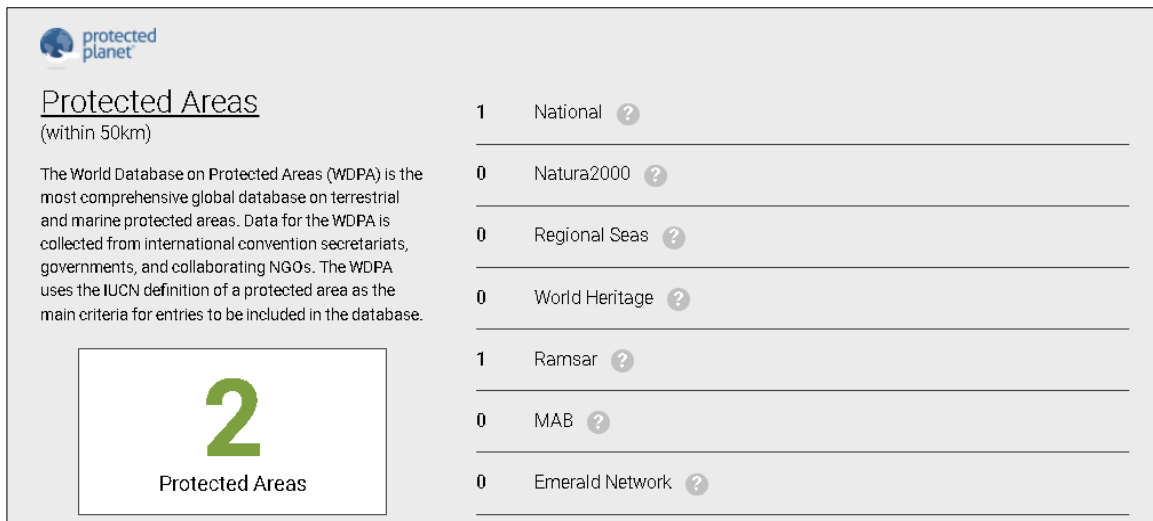 protected
planet
Protected Areas
(within 50km)
The World Database on Protected Areas (WDPA) is the
most comprehensive global database on terrestrial
and marine protected areas. Data for the WDPA is
collected from international convention secretariats,
governments, and collaborating NGOs. The WDPA
uses the IUCN definition of a protected area as the
main criteria for entries to be included in the database.
2
Protected Areas
1 National ?
0 Natura2000 ?
0 Regional Seas ?
0 World Heritage ?
1 Ramsar ?
0 MAB ?
0 Emerald Network ?